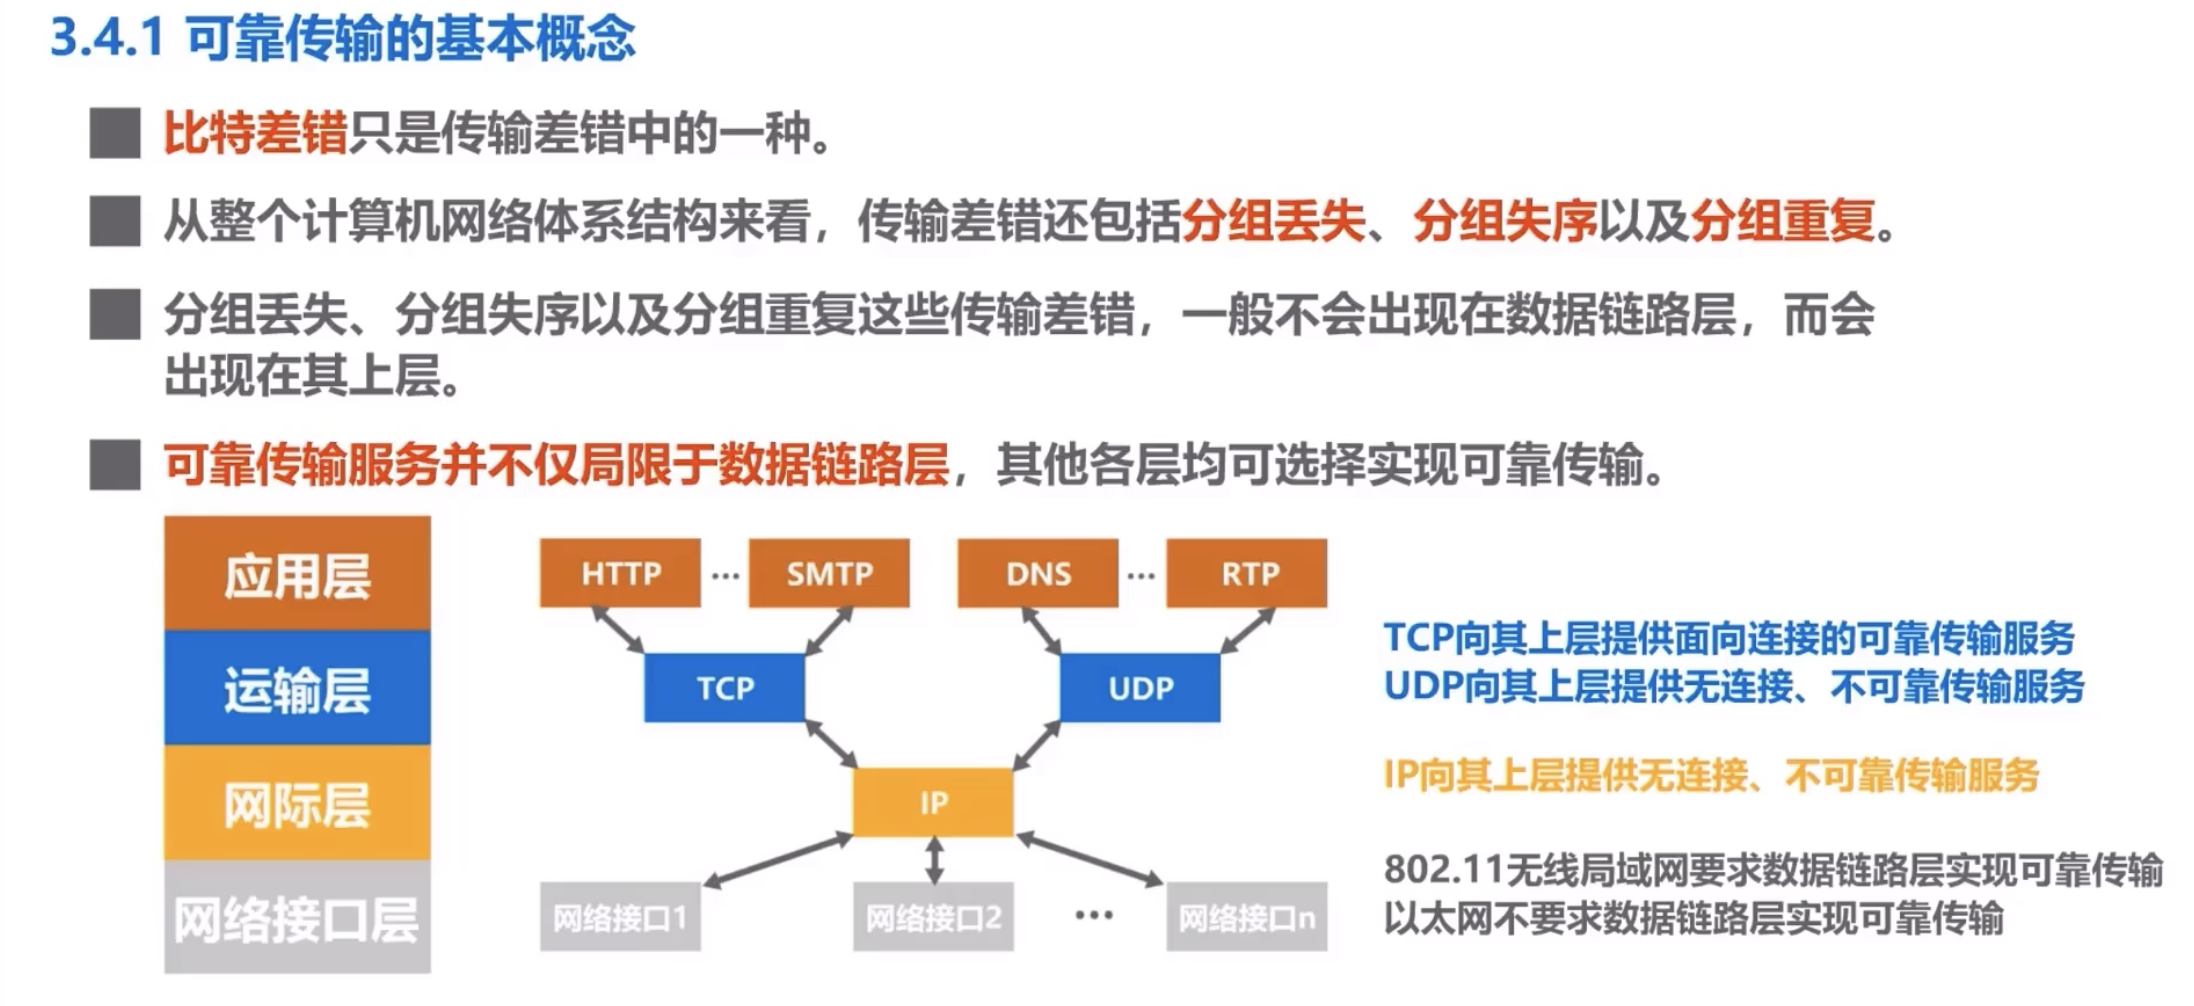 3.4.1 可靠传输的基本概念
比特差错只是传输差错中的一种。
从整个计算机网络体系结构来看，传输差错还包括分组丢失、分组失序以及分组重复。
分组丢失、分组失序以及分组重复这些传输差错，一般不会出现在数据链路层，而会
出现在其上层。
可靠传输服务并不仅局限于数据链路层，其他各层均可选择实现可靠传输。
应用层
HTTP ... SMTP DNS ... RTP
运输层
TCP UDP
TCP向其上层提供面向连接的可靠传输服务
UDP向其上层提供无连接、不可靠传输服务
网际层
IP
IP向其上层提供无连接、不可靠传输服务
网络接口层
网络接口1 网络接口2 ... 网络接口n
802.11无线局域网要求数据链路层实现可靠传输
以太网不要求数据链路层实现可靠传输